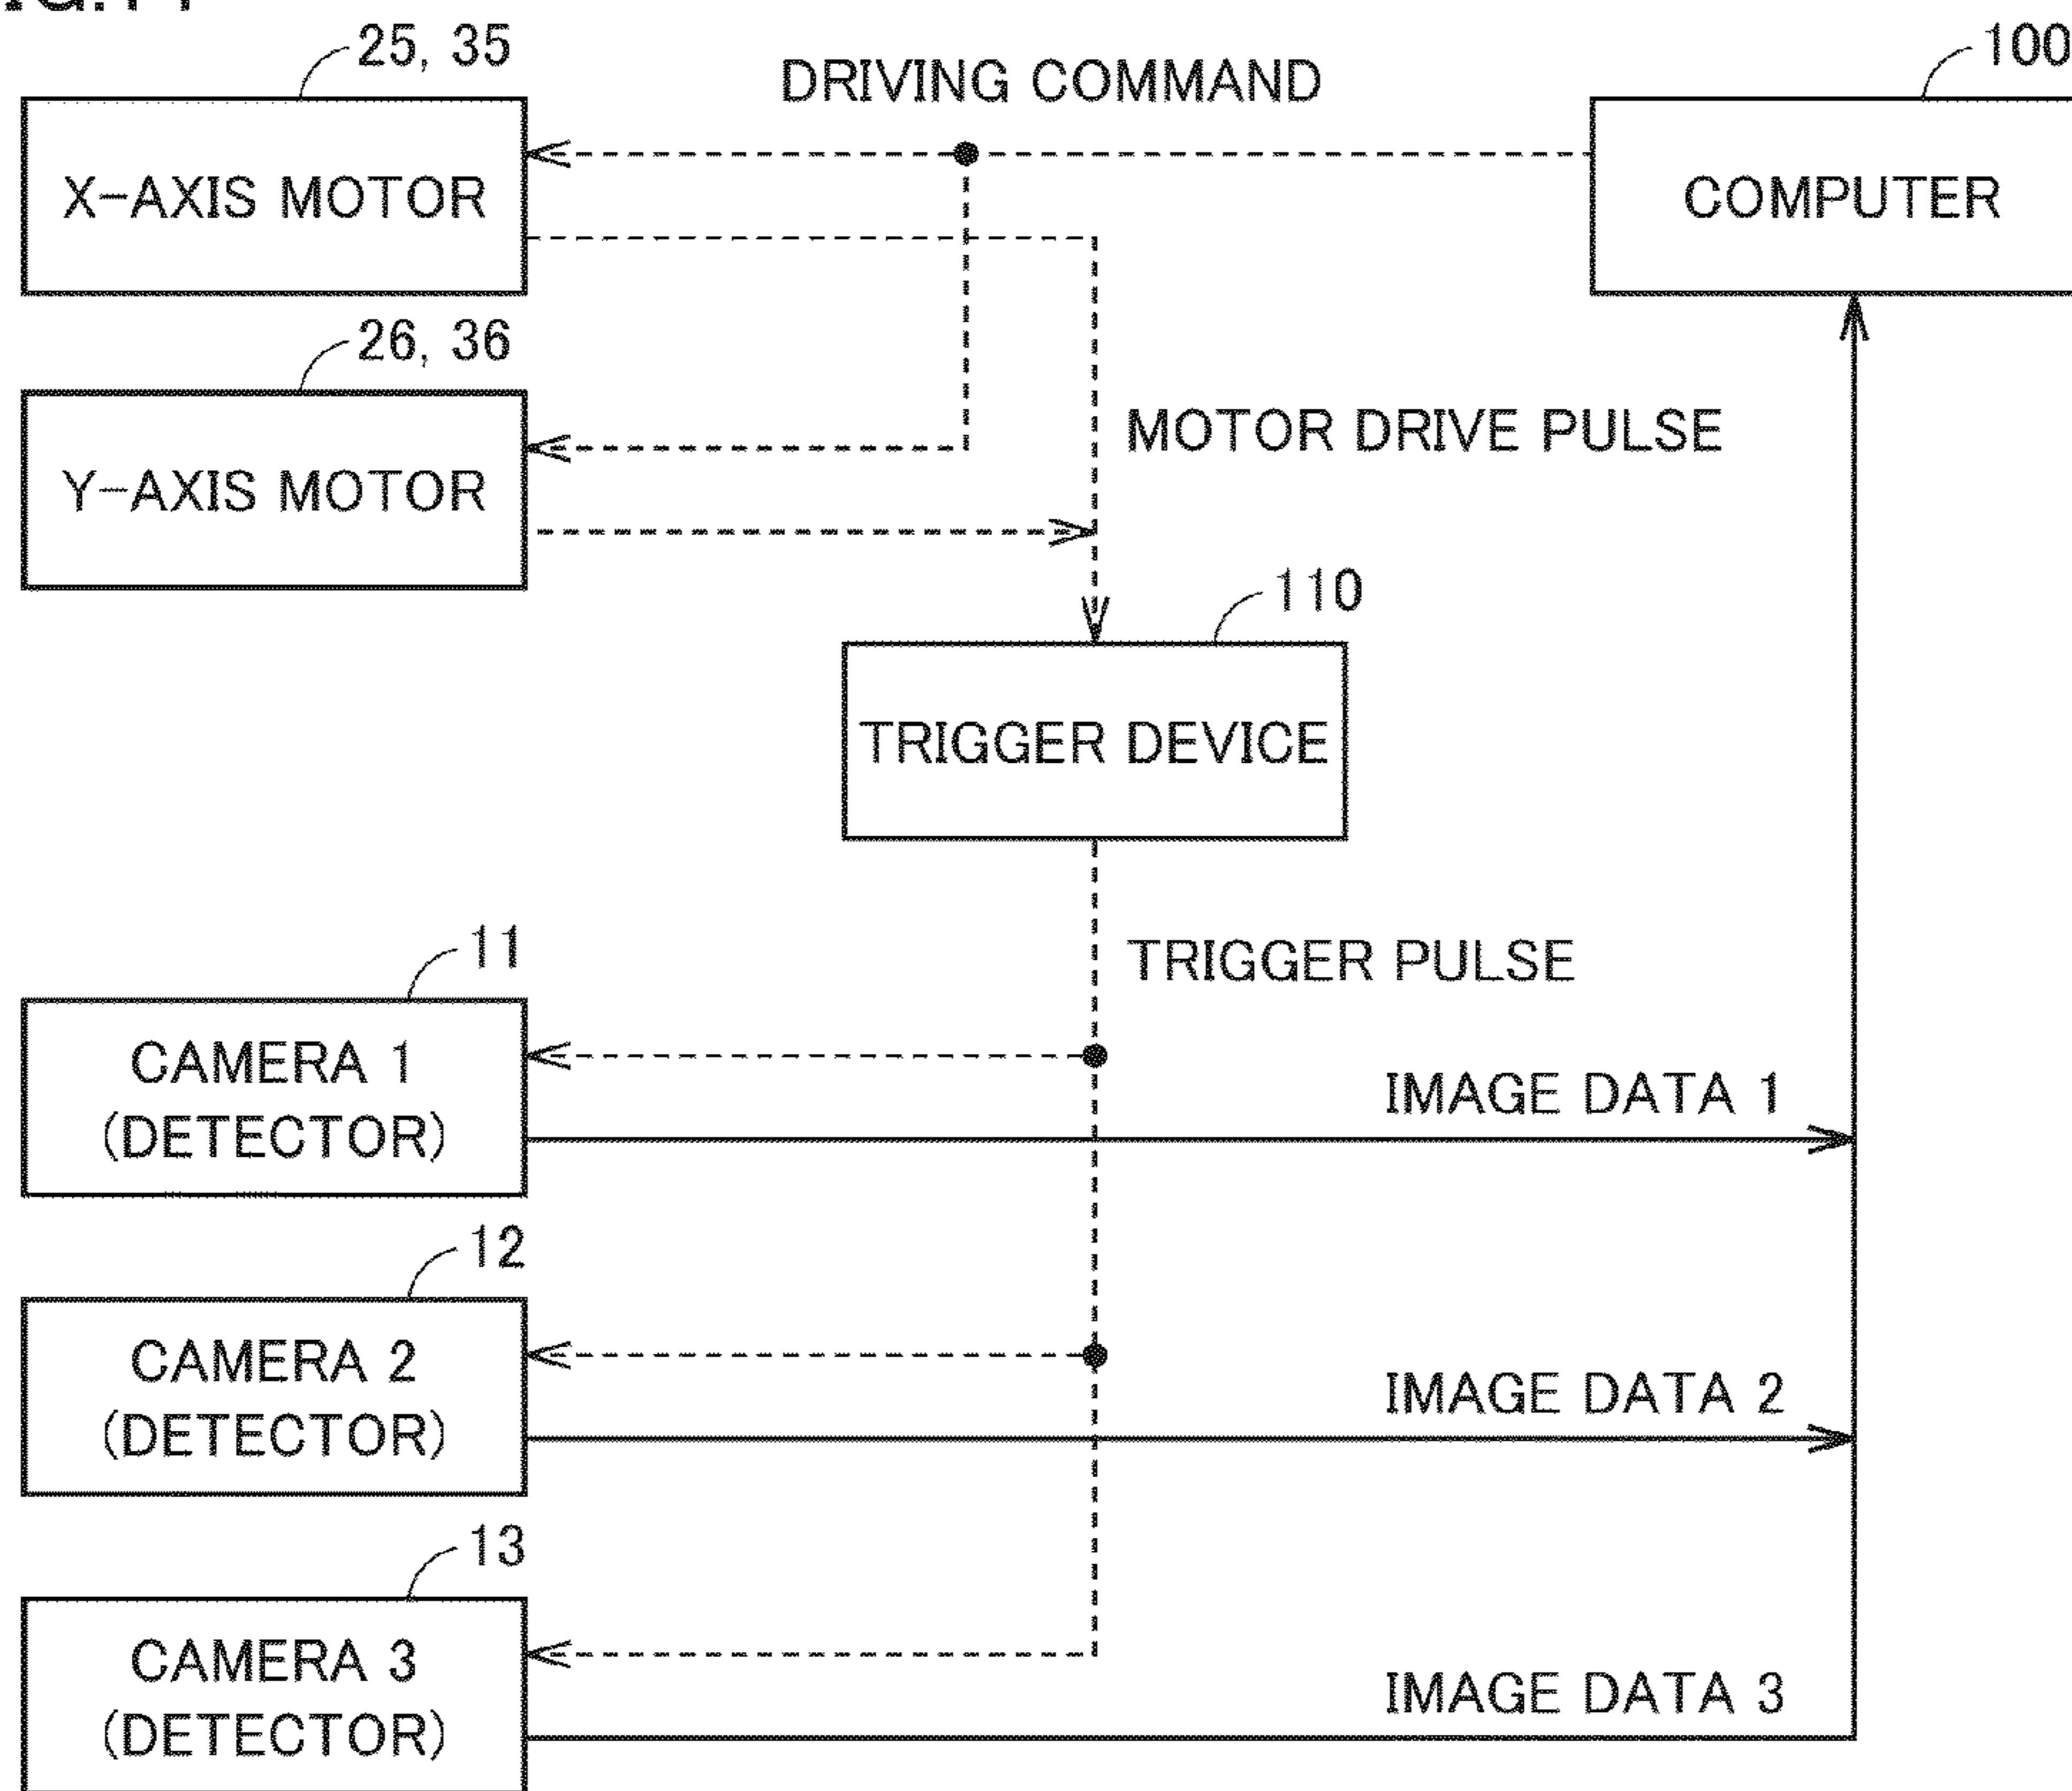 25, 35
DRIVING COMMAND
100
X-AXIS MOTOR
COMPUTER
26, 36
MOTOR DRIVE PULSE
Y-AXIS MOTOR
110
TRIGGER DEVICE
11
TRIGGER PULSE
CAMERA 1
(DETECTOR)
IMAGE DATA 1
12
CAMERA 2
(DETECTOR)
IMAGE DATA 2
13
CAMERA 3
(DETECTOR)
IMAGE DATA 3